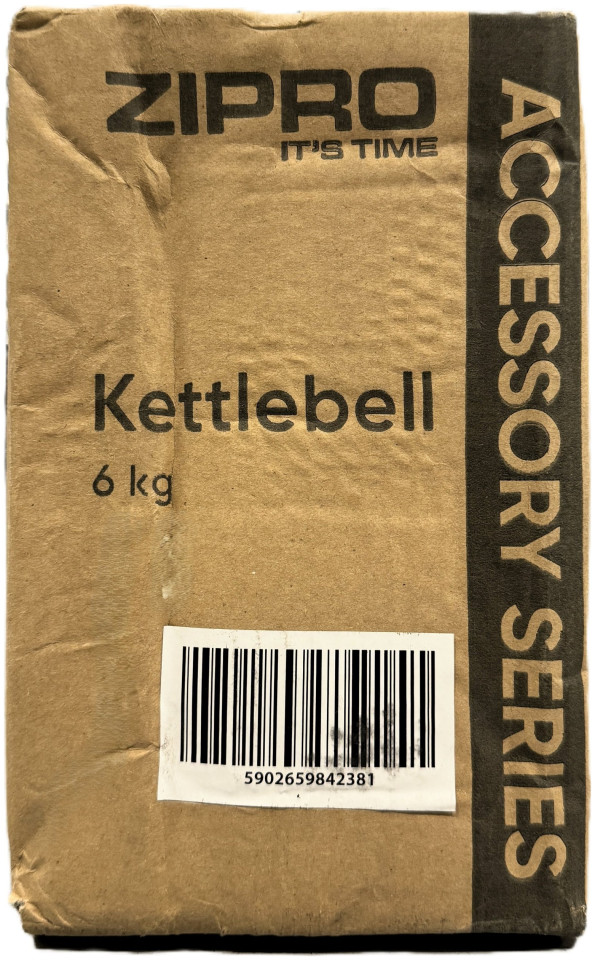 ZIPRO
IT'S TIME
ACCESSORY SERIES
Kettlebell
6 kg
5902659842381